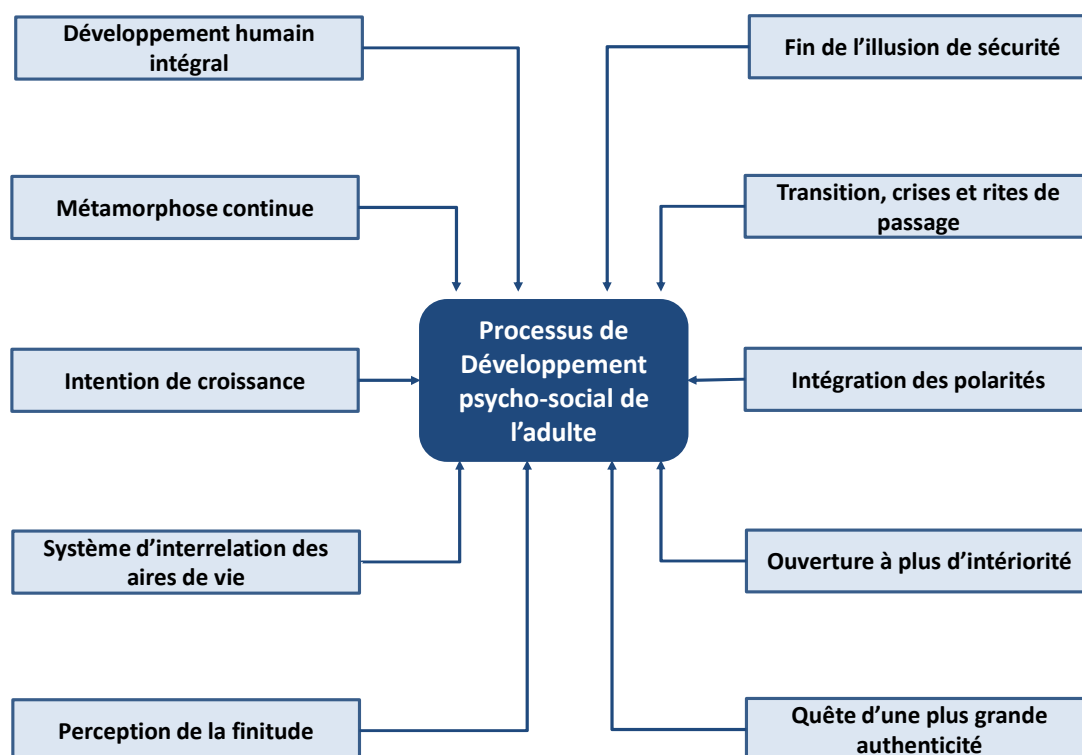 Développement humain
intégral
Fin de l’illusion de sécurité
Métamorphose continue
Transition, crises et rites de
passage
Processus de
Développement
psycho-social de
l’adulte
Intention de croissance
Intégration des polarités
Système d’interrelation des
aires de vie
Ouverture à plus d’intériorité
Perception de la finitude
Quête d’une plus grande
authenticité